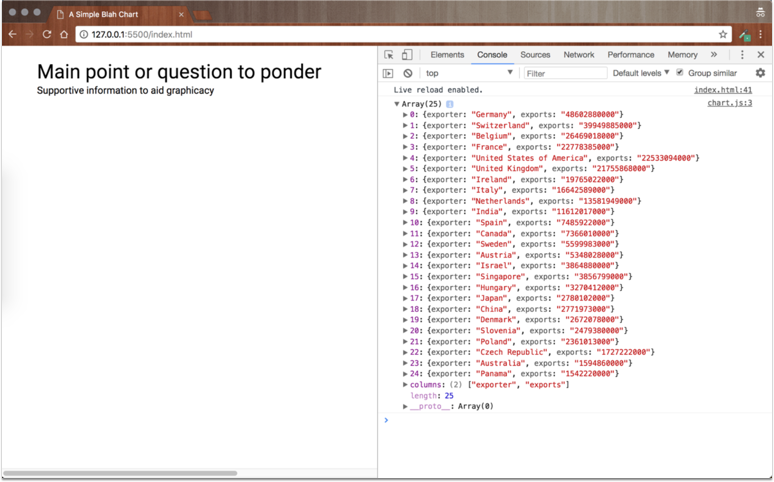 A Simple Blah Chart
127.0.0.1:5500/index.html
Main point or question to ponder
Supportive information to aid graphicacy
Elements Console Sources Network Performance Memory »
top Filter Default levels ▼ Group similar
Live reload enabled. index.html:41
▼ Array(25) chart.js:3
▶ 0: {exporter: "Germany", exports: "48602880000"}
▶ 1: {exporter: "Switzerland", exports: "39949885000"}
▶ 2: {exporter: "Belgium", exports: "26469018000"}
▶ 3: {exporter: "France", exports: "22778385000"}
▶ 4: {exporter: "United States of America", exports: "22533094000"}
▶ 5: {exporter: "United Kingdom", exports: "21755868000"}
▶ 6: {exporter: "Ireland", exports: "19765022000"}
▶ 7: {exporter: "Italy", exports: "16642589000"}
▶ 8: {exporter: "Netherlands", exports: "13581949000"}
▶ 9: {exporter: "India", exports: "11612017000"}
▶ 10: {exporter: "Spain", exports: "7485922000"}
▶ 11: {exporter: "Canada", exports: "7366010000"}
▶ 12: {exporter: "Sweden", exports: "5599983000"}
▶ 13: {exporter: "Austria", exports: "5348028000"}
▶ 14: {exporter: "Israel", exports: "3864880000"}
▶ 15: {exporter: "Singapore", exports: "3856799000"}
▶ 16: {exporter: "Hungary", exports: "3270412000"}
▶ 17: {exporter: "Japan", exports: "2780102000"}
▶ 18: {exporter: "China", exports: "2771973000"}
▶ 19: {exporter: "Denmark", exports: "2672078000"}
▶ 20: {exporter: "Slovenia", exports: "2479380000"}
▶ 21: {exporter: "Poland", exports: "2361013000"}
▶ 22: {exporter: "Czech Republic", exports: "1727222000"}
▶ 23: {exporter: "Australia", exports: "1594860000"}
▶ 24: {exporter: "Panama", exports: "1542220000"}
▶ columns: (2) ["exporter", "exports"]
length: 25
▶ __proto__: Array(0)